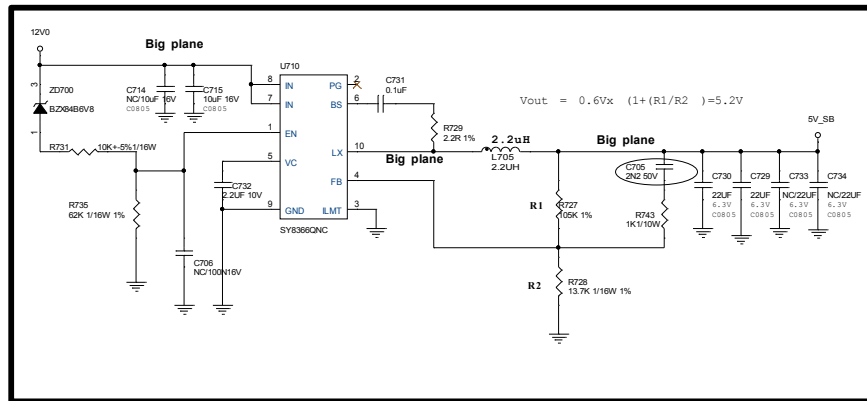 12V0
Big plane
ZD700
BZX84B6V8
3
1
C714
NC/10uF 16V
C0805
C715
10uF 16V
C0805
R731
10K+-5%1/16W
R735
62K 1/16W 1%
C706
NC/100N16V
C732
2.2UF 10V
U710
8
IN
7
IN
1
EN
5
VC
9
GND
PG
2
BS
6
LX
10
FB
4
ILMT
3
SY8366QNC
C731
0.1uF
R729
2.2R 1%
Big plane
2.2uH
L705
2.2UH
Vout = 0.6Vx (1+(R1/R2 )=5.2V
Big plane
5V_SB
R1
R727
105K 1%
C705
2N2 50V
R743
1K1/10W
R2
R728
13.7K 1/16W 1%
C730
22UF
6.3V
C0805
C729
22UF
6.3V
C0805
C733
NC/22UF
6.3V
C0805
C734
NC/22UF
6.3V
C0805